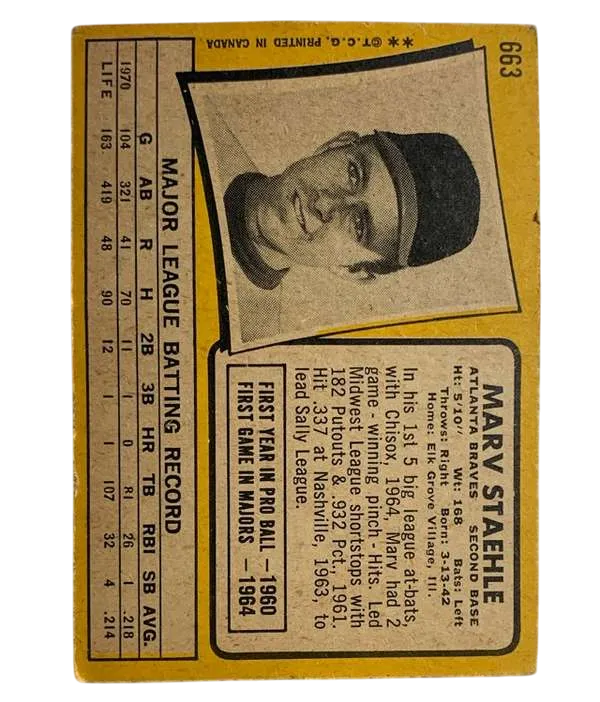 663
** ©T.C.G. PRINTED IN CANADA
MARV STAEHLE
ATLANTA BRAVES SECOND BASE
Ht: 5'10" Wt: 168 Bats: Left
Throws: Right Born: 3-13-42
Home: Elk Grove Village, Ill.
In his 1st 5 big league at-bats,
with Chisox, 1964, Marv had 2
game-winning pinch-Hits. Led
Midwest League shortstops with
182 Putouts & .932 Pct., 1961.
Hit .337 at Nashville, 1963, to
lead Sally League.
FIRST YEAR IN PRO BALL —1960
FIRST GAME IN MAJORS —1964
MAJOR LEAGUE BATTING RECORD
G AB R H 2B 3B HR TB RBI SB AVG.
1970 104 321 41 70 11 1 0 81 26 1 .218
LIFE 163 419 48 90 12 1 1 107 32 4 .214